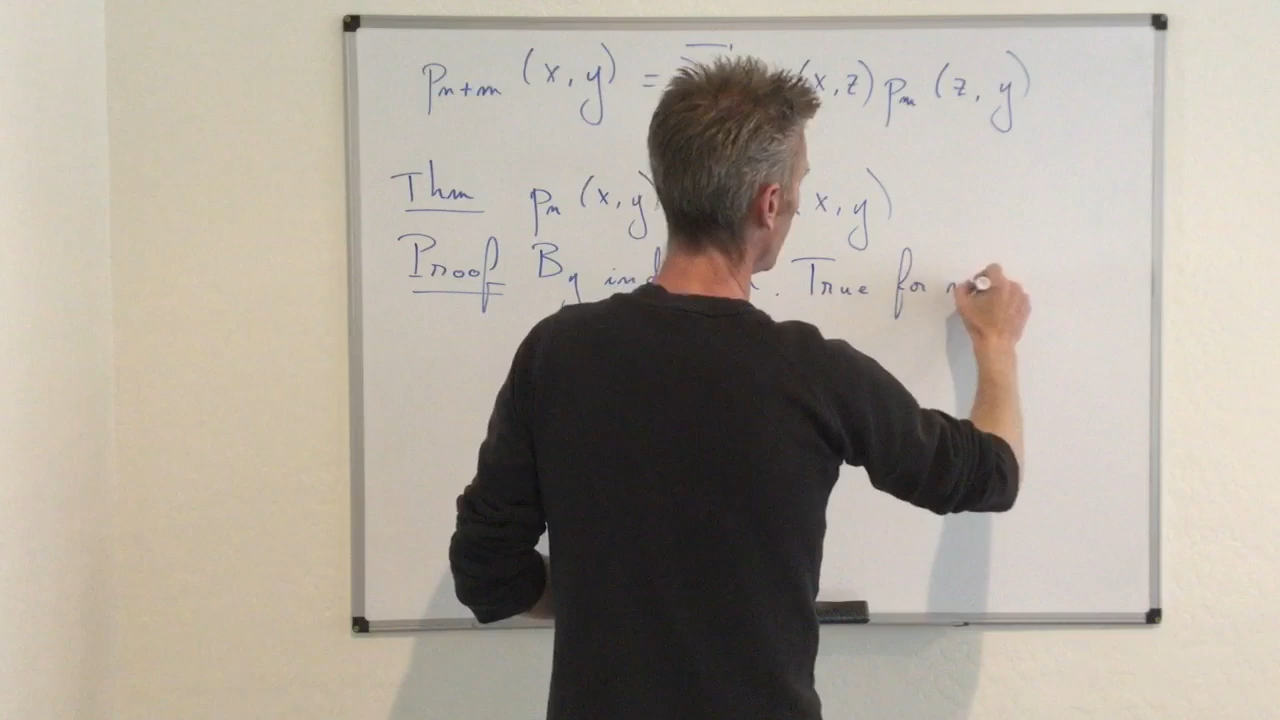 p_{n+m} (x, y) = (x, z) p_m (z, y)
Thm p_n (x, y) x, y)
Proof By ind . True for n